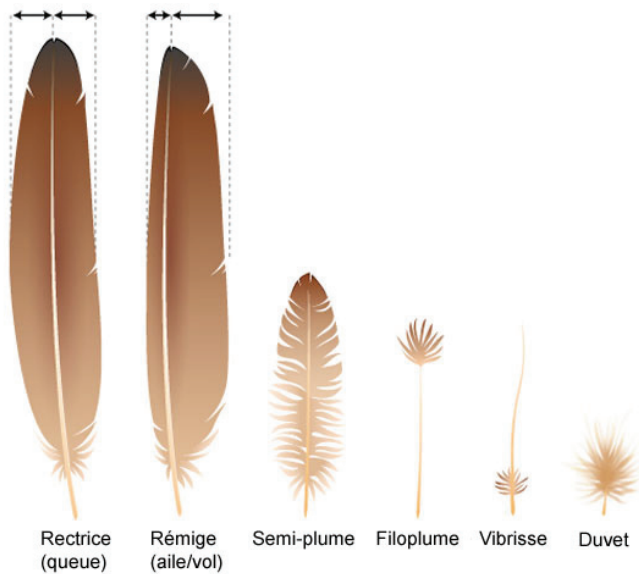 Rectrice
(queue)
Rémige
(aile/vol)
Semi-plume
Filoplume
Vibrisse
Duvet